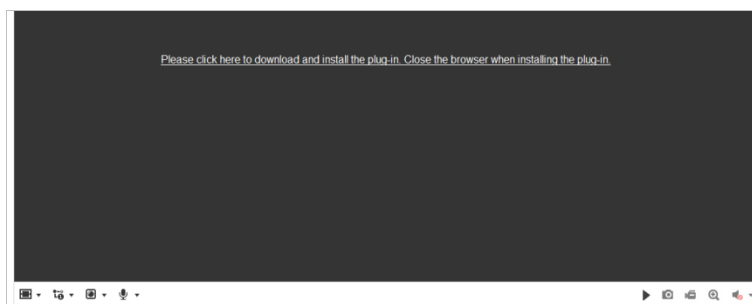 Please click here to download and install the plug-in. Close the browser when installing the plug-in.